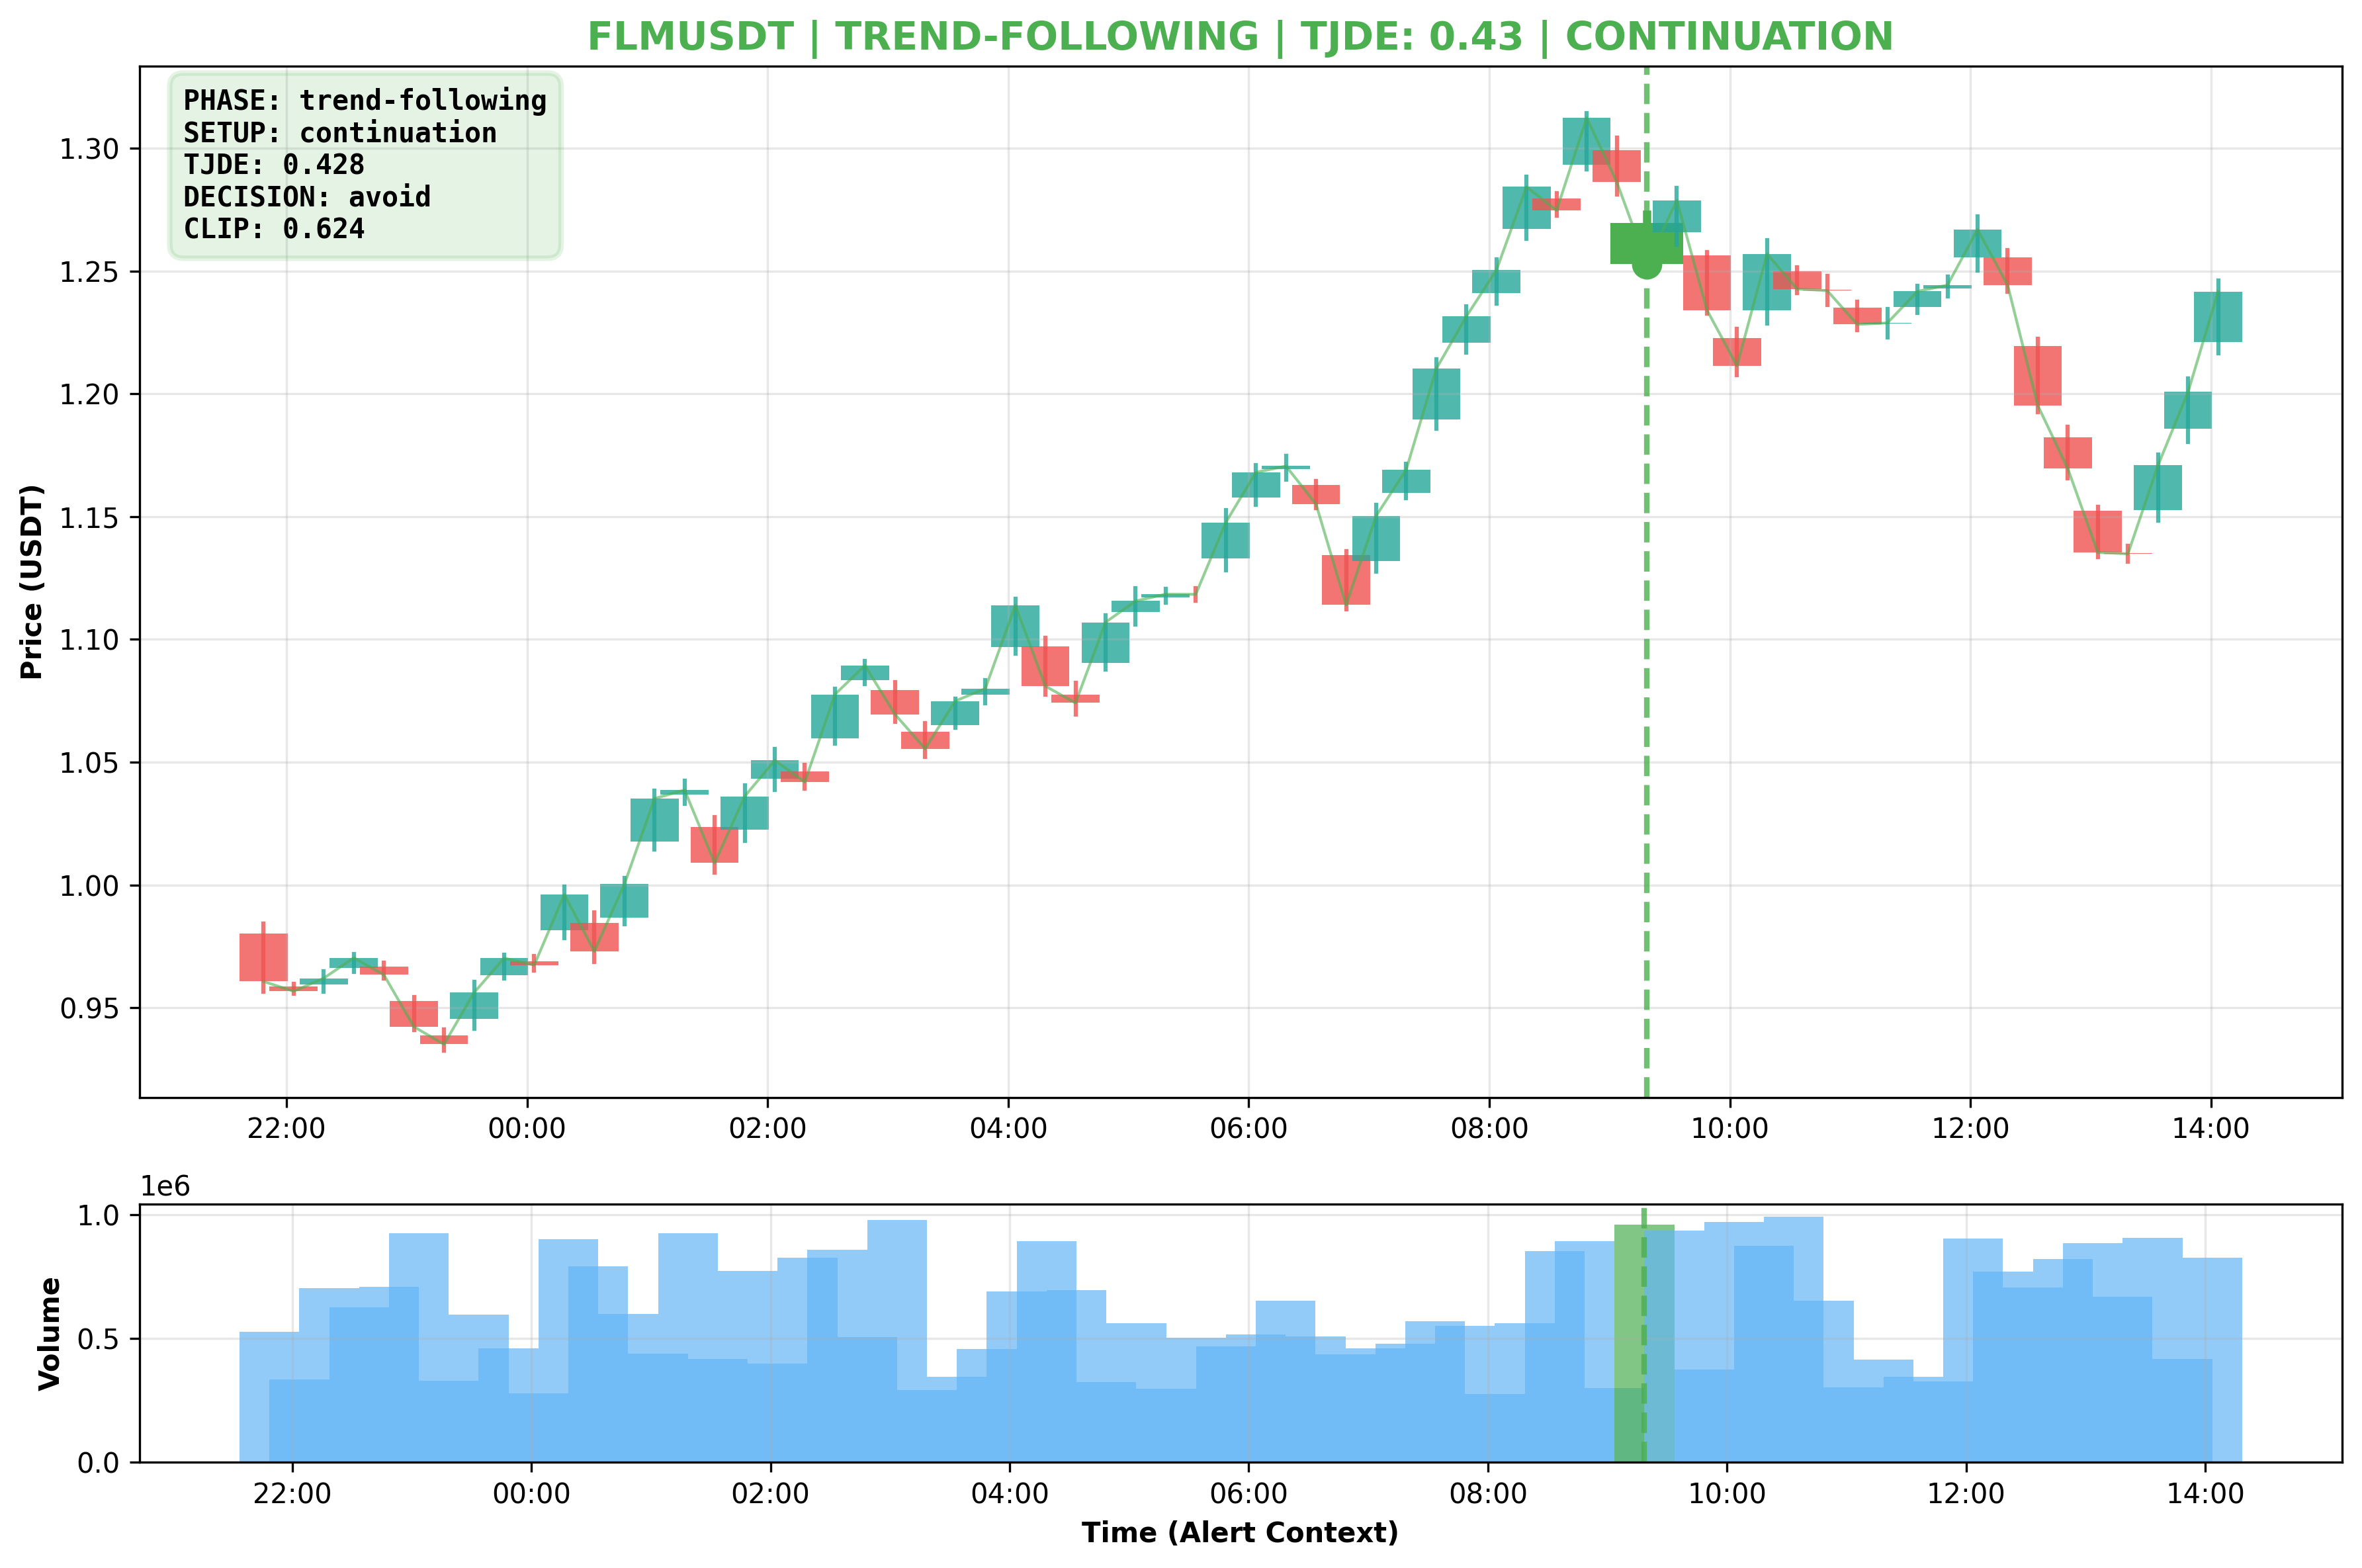 FLMUSDT | TREND-FOLLOWING | TJDE: 0.43 | CONTINUATION
PHASE: trend-following
SETUP: continuation
TJDE: 0.428
DECISION: avoid
CLIP: 0.624
Price (USDT)
1.30
1.25
1.20
1.15
1.10
1.05
1.00
0.95
22:00 00:00 02:00 04:00 06:00 08:00 10:00 12:00 14:00
1e6
Volume
1.0
0.5
0.0
22:00 00:00 02:00 04:00 06:00 08:00 10:00 12:00 14:00
Time (Alert Context)